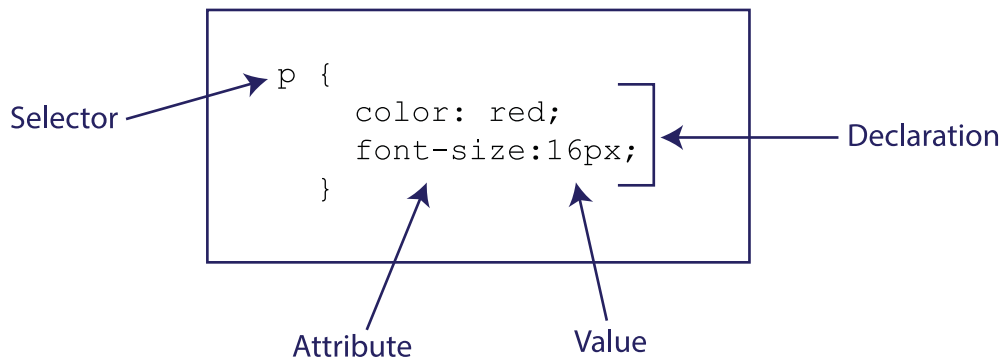 p {
Selector
color: red;
Declaration
font-size:16px;
}
Attribute
Value